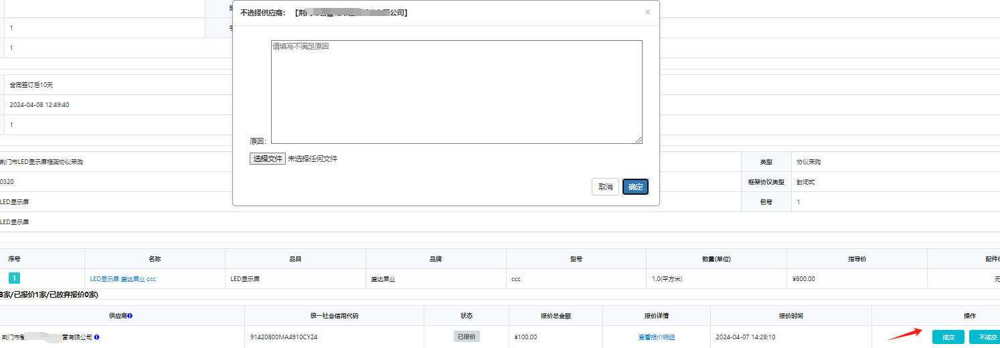 不选择供应商：【荆门市 公司】
×
1
1
请填写不满足原因
原因：
选择文件 未选择任何文件
取消 确定
合同签订后10天
2024-04-08 12:49:40
1
荆门市LED显示屏框架协议采购 类型 协议采购
0320 框架协议类型 封闭式
LED显示屏 包号 1
LED显示屏
序号 名称 品目 品牌 型号 数量(单位) 指导价 配件
1 LED显示屏 盛达屏业 ccc LED显示屏 盛达屏业 ccc 1.0(平方米) ¥800.00 无
3家/已报价1家/已放弃报价0家)
供应商 统一社会信用代码 状态 报价总金额 报价详情 报价时间 操作
荆门市 营有限公司 91420800MA4910CY24 已报价 ¥100.00 查看报价明细 2024-04-07 14:28:10 成交 不成交